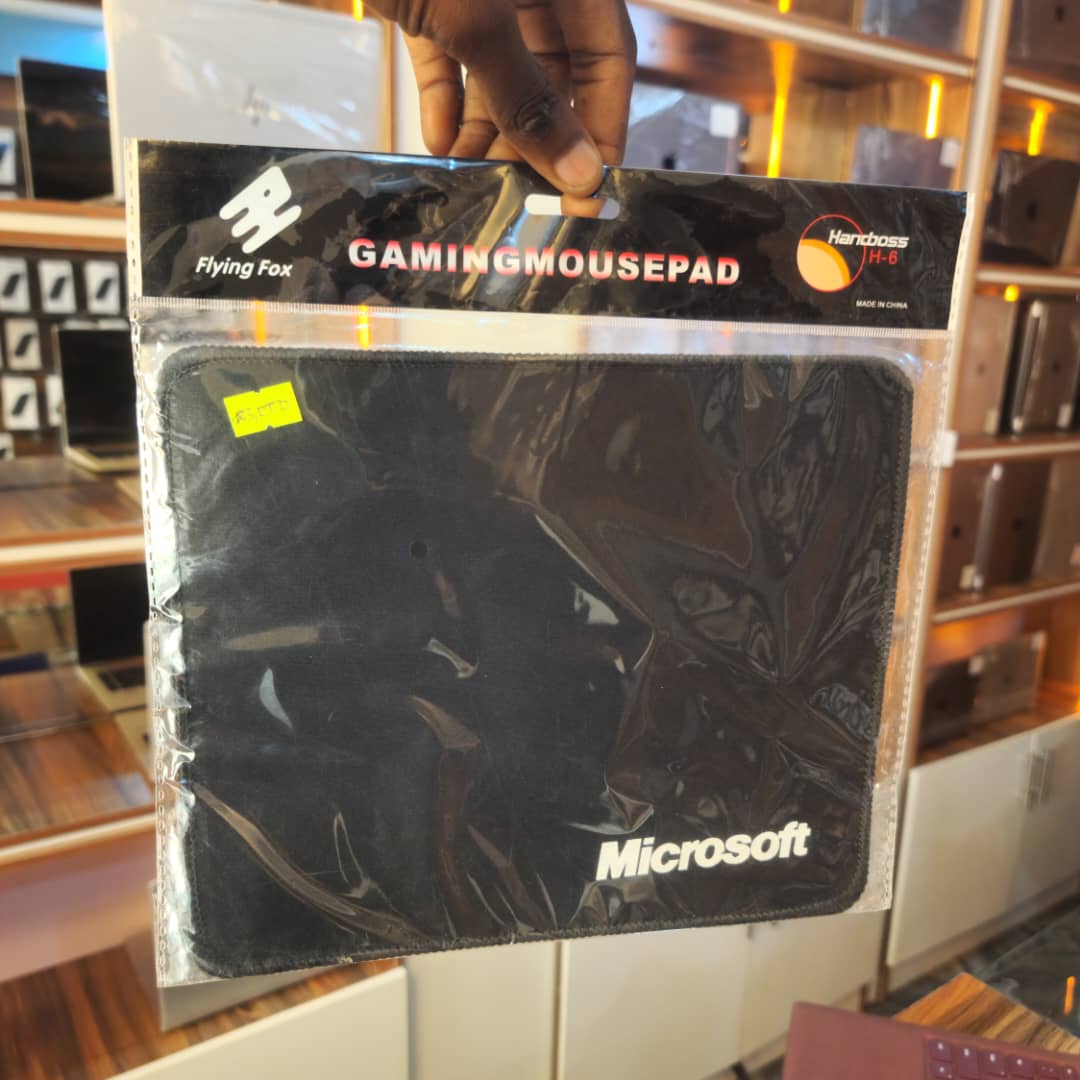 Flying Fox
GAMINGMOUSEPAD
Handboss
H-6
MADE IN CHINA
Microsoft